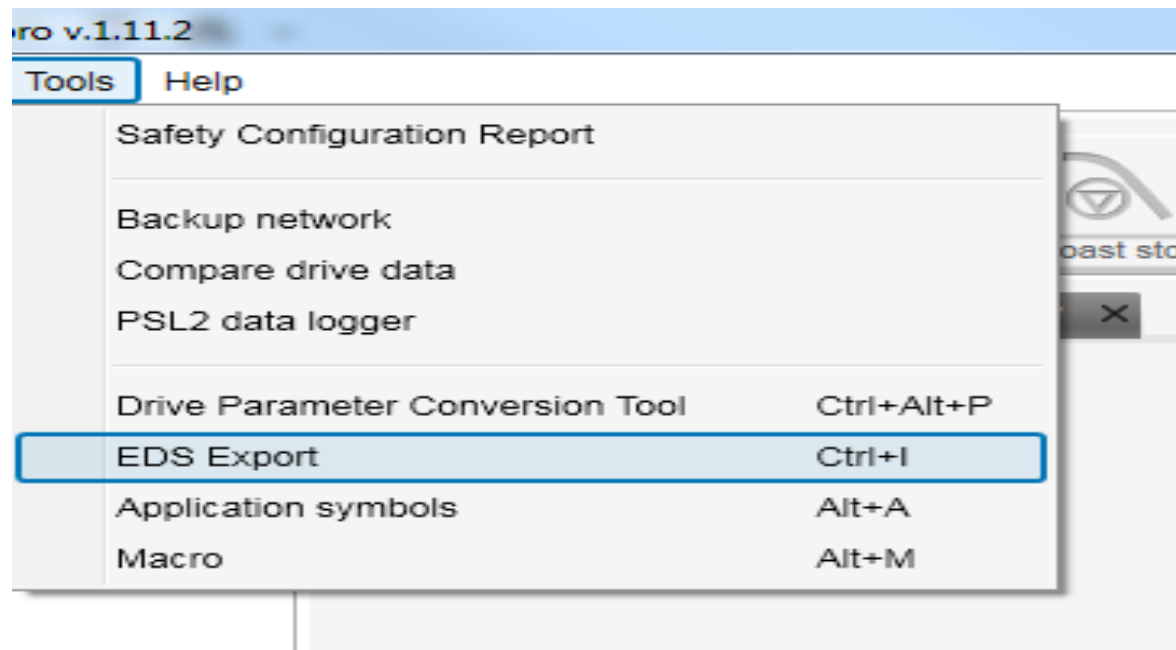 ro v.1.11.2
Tools Help
Safety Configuration Report
Backup network
Compare drive data
PSL2 data logger
Drive Parameter Conversion Tool Ctrl+Alt+P
EDS Export Ctrl+I
Application symbols Alt+A
Macro Alt+M
oast sto